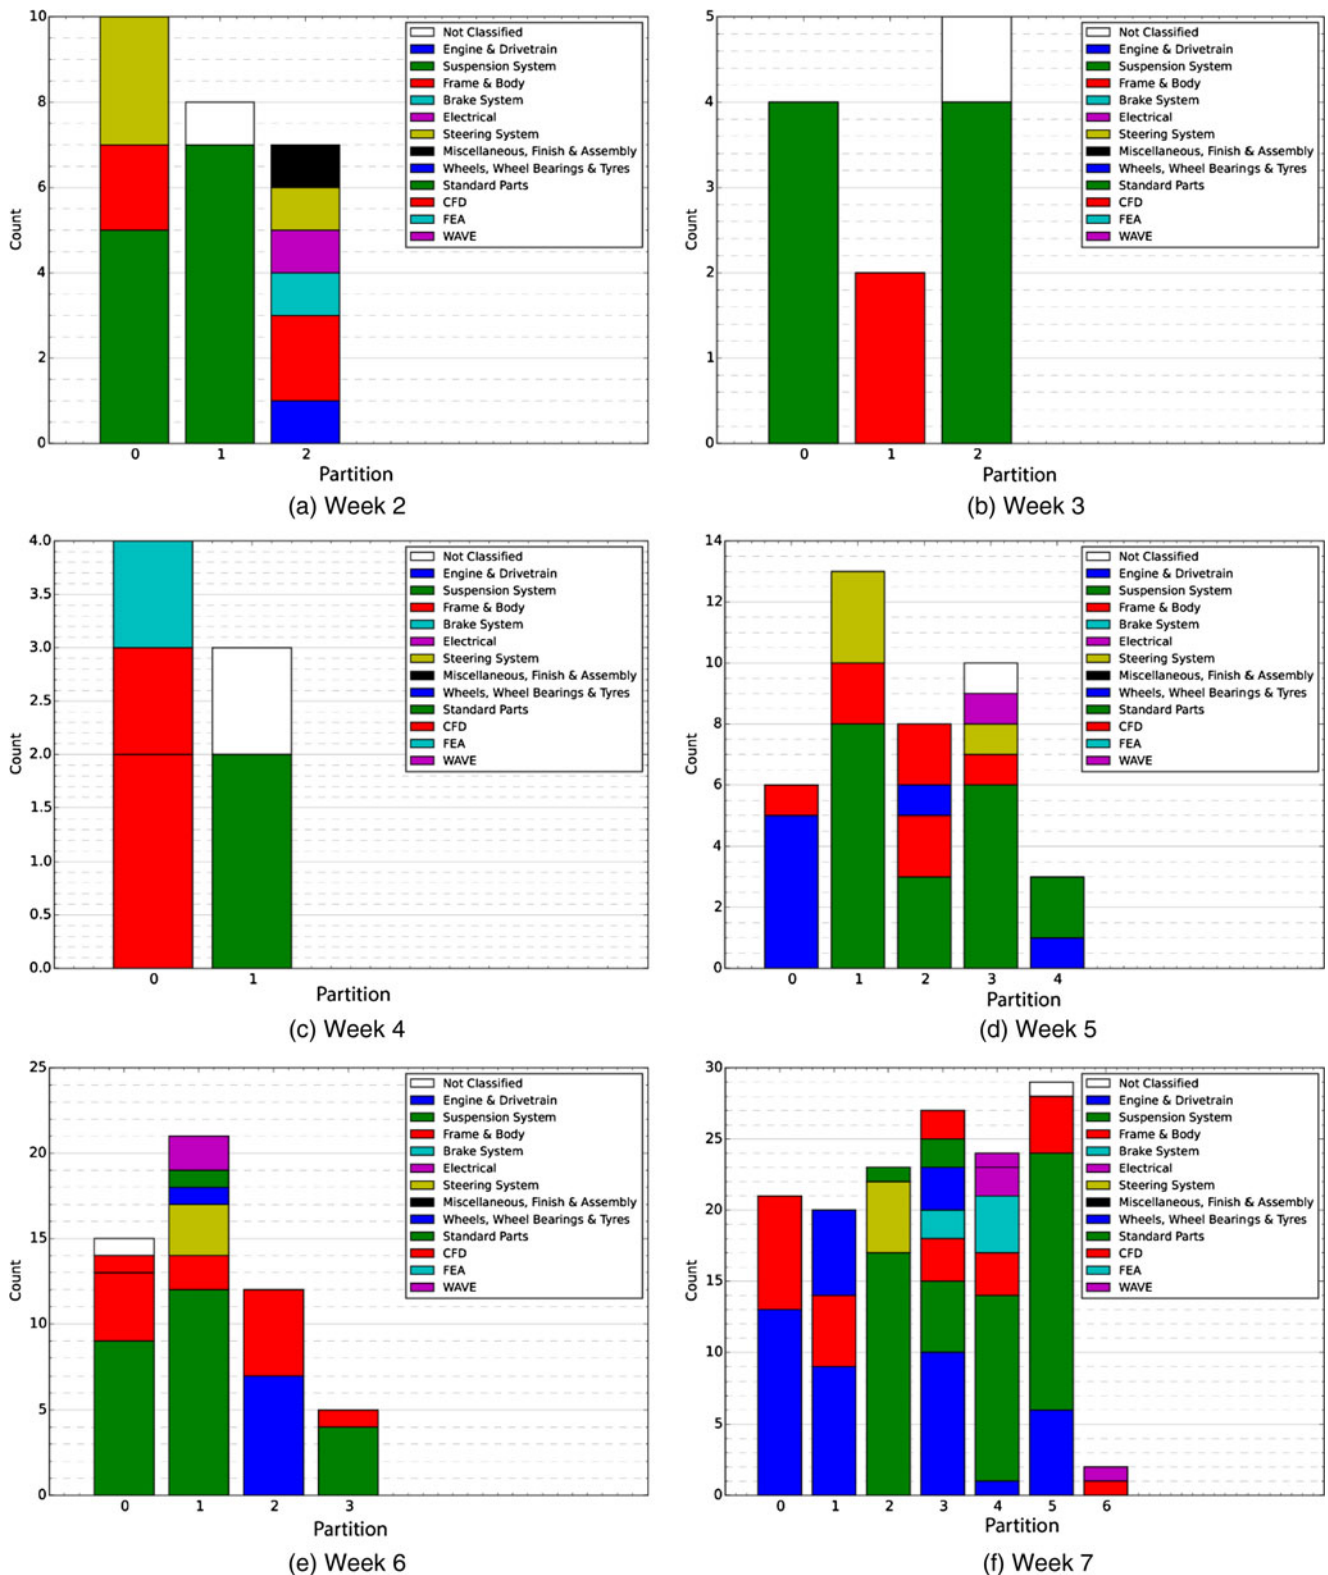 10
8
6
4
2
0
Count
0 1 2
Partition
Not Classified
Engine & Drivetrain
Suspension System
Frame & Body
Brake System
Electrical
Steering System
Miscellaneous, Finish & Assembly
Wheels, Wheel Bearings & Tyres
Standard Parts
CFD
FEA
WAVE
(a) Week 2
5
4
3
2
1
0
Count
0 1 2
Partition
Not Classified
Engine & Drivetrain
Suspension System
Frame & Body
Brake System
Electrical
Steering System
Miscellaneous, Finish & Assembly
Wheels, Wheel Bearings & Tyres
Standard Parts
CFD
FEA
WAVE
(b) Week 3
4.0
3.5
3.0
2.5
2.0
1.5
1.0
0.5
0.0
Count
0 1
Partition
Not Classified
Engine & Drivetrain
Suspension System
Frame & Body
Brake System
Electrical
Steering System
Miscellaneous, Finish & Assembly
Wheels, Wheel Bearings & Tyres
Standard Parts
CFD
FEA
WAVE
(c) Week 4
14
12
10
8
6
4
2
0
Count
0 1 2 3 4
Partition
Not Classified
Engine & Drivetrain
Suspension System
Frame & Body
Brake System
Electrical
Steering System
Miscellaneous, Finish & Assembly
Wheels, Wheel Bearings & Tyres
Standard Parts
CFD
FEA
WAVE
(d) Week 5
25
20
15
10
5
0
Count
0 1 2 3
Partition
Not Classified
Engine & Drivetrain
Suspension System
Frame & Body
Brake System
Electrical
Steering System
Miscellaneous, Finish & Assembly
Wheels, Wheel Bearings & Tyres
Standard Parts
CFD
FEA
WAVE
(e) Week 6
30
25
20
15
10
5
0
Count
0 1 2 3 4 5 6
Partition
Not Classified
Engine & Drivetrain
Suspension System
Frame & Body
Brake System
Electrical
Steering System
Miscellaneous, Finish & Assembly
Wheels, Wheel Bearings & Tyres
Standard Parts
CFD
FEA
WAVE
(f) Week 7